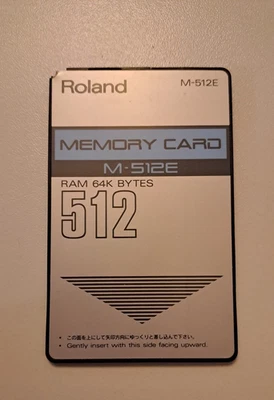 Roland M-512E
MEMORY CARD
M-512E
RAM 64K BYTES
512
• この面を上にして矢印方向にゆっくりと差し込んで下さい。
• Gently insert with this side facing upward.